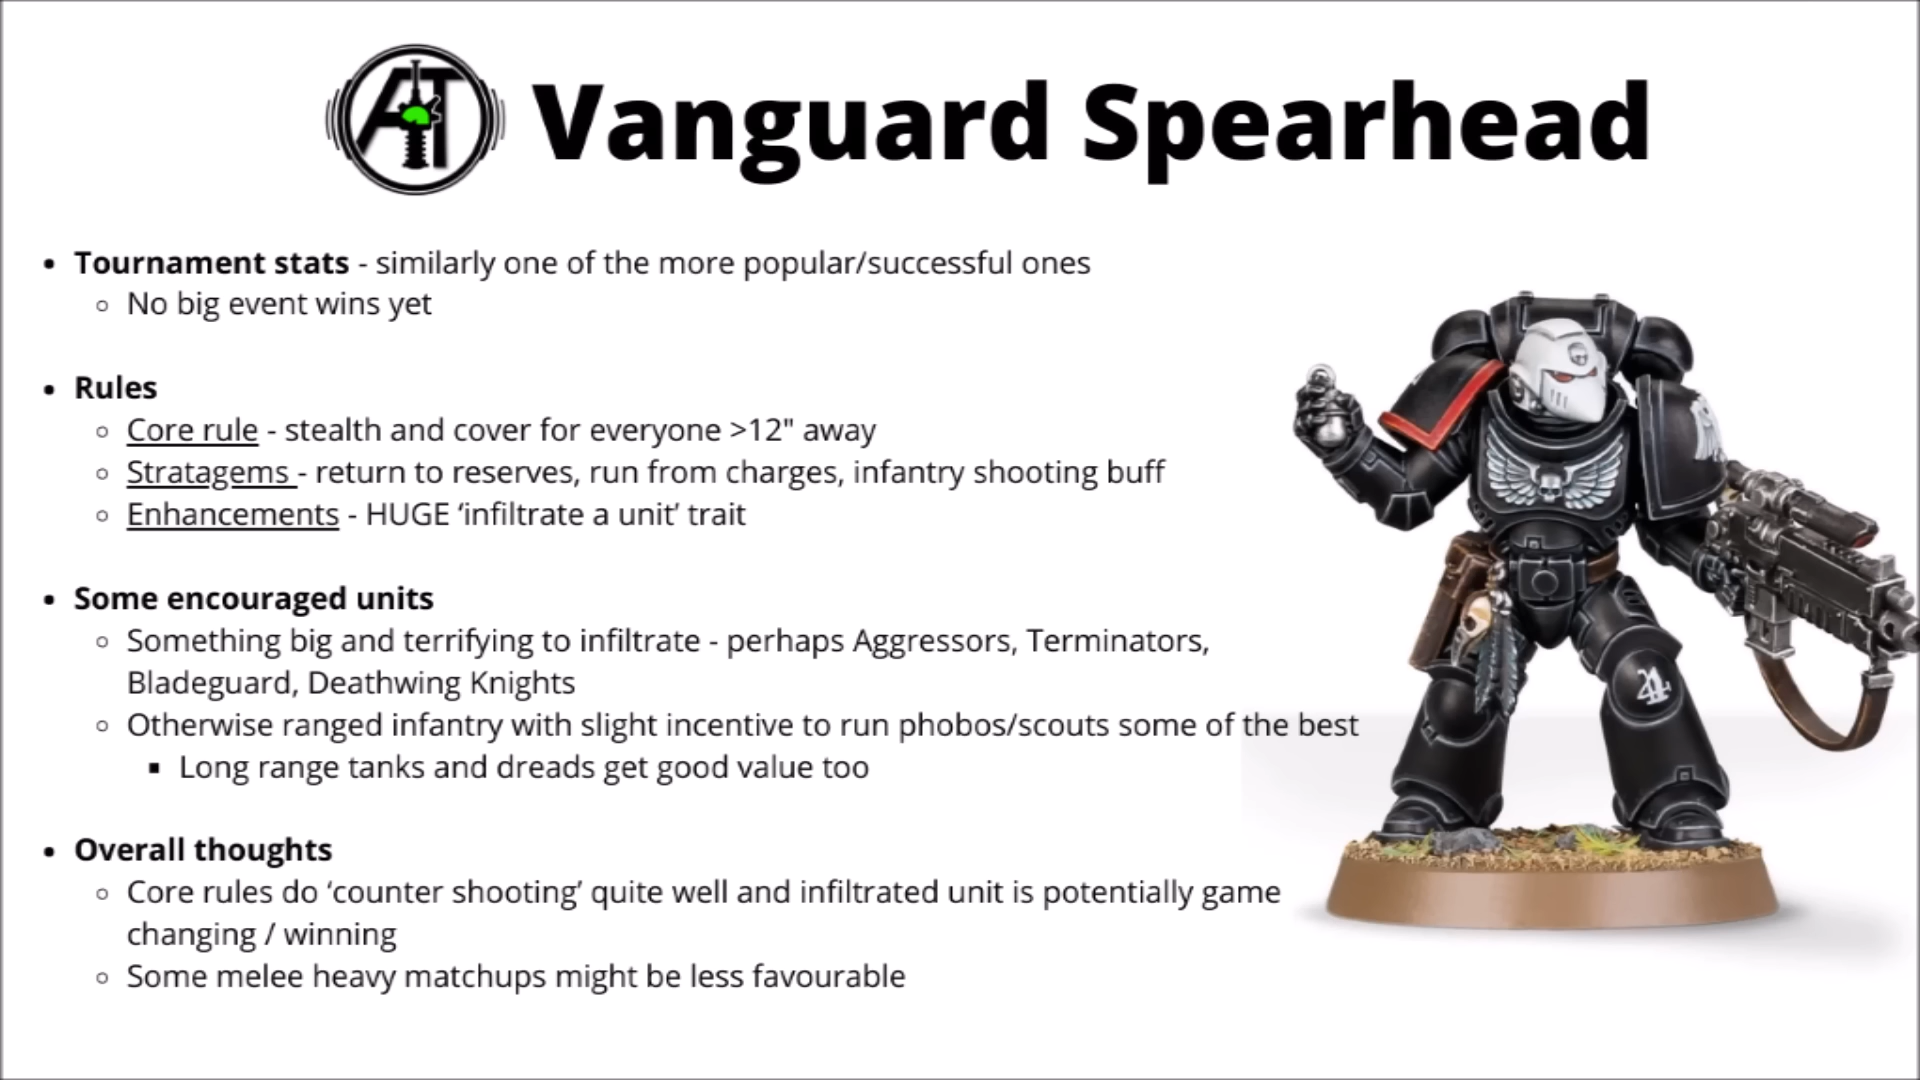 AT Vanguard Spearhead
• Tournament stats - similarly one of the more popular/successful ones
○ No big event wins yet
• Rules
○ Core rule - stealth and cover for everyone >12" away
○ Stratagems - return to reserves, run from charges, infantry shooting buff
○ Enhancements - HUGE ‘infiltrate a unit’ trait
• Some encouraged units
○ Something big and terrifying to infiltrate - perhaps Aggressors, Terminators,
Bladeguard, Deathwing Knights
○ Otherwise ranged infantry with slight incentive to run phobos/scouts some of the best
▪ Long range tanks and dreads get good value too
• Overall thoughts
○ Core rules do ‘counter shooting’ quite well and infiltrated unit is potentially game
changing / winning
○ Some melee heavy matchups might be less favourable